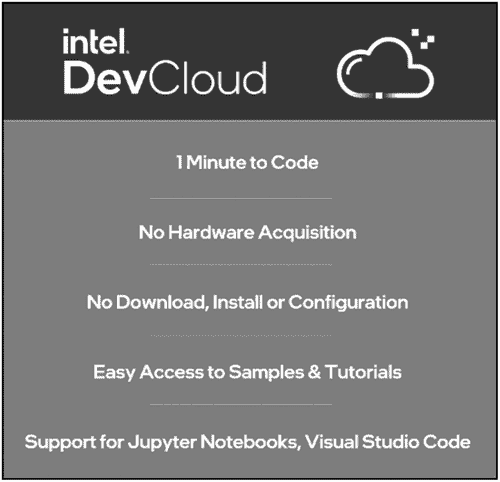 intel.
DevCloud
1 Minute to Code
No Hardware Acquisition
No Download, Install or Configuration
Easy Access to Samples & Tutorials
Support for Jupyter Notebooks, Visual Studio Code